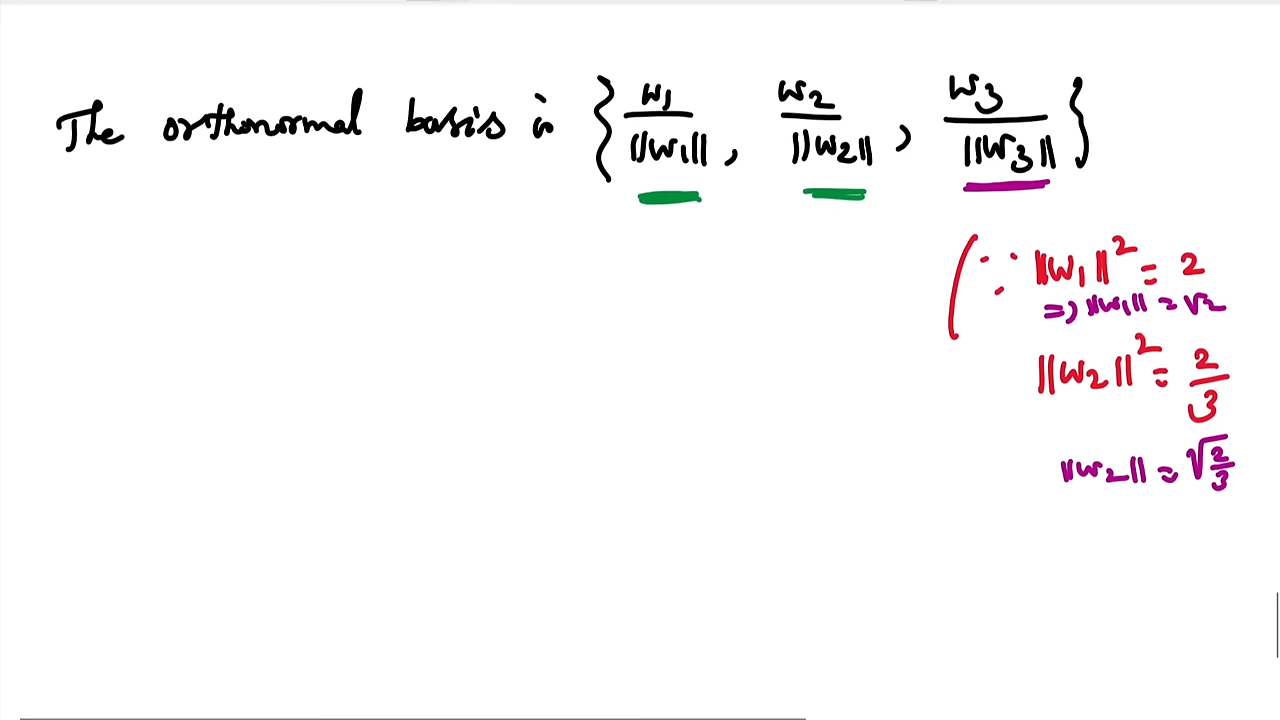 The orthonormal basis is { w1/||w1||, w2/||w2||, w3/||w3|| }
( ∵ ||w1||² = 2
=> ||w1|| = √2
||w2||² = 2/3
||w2|| = √(2/3)